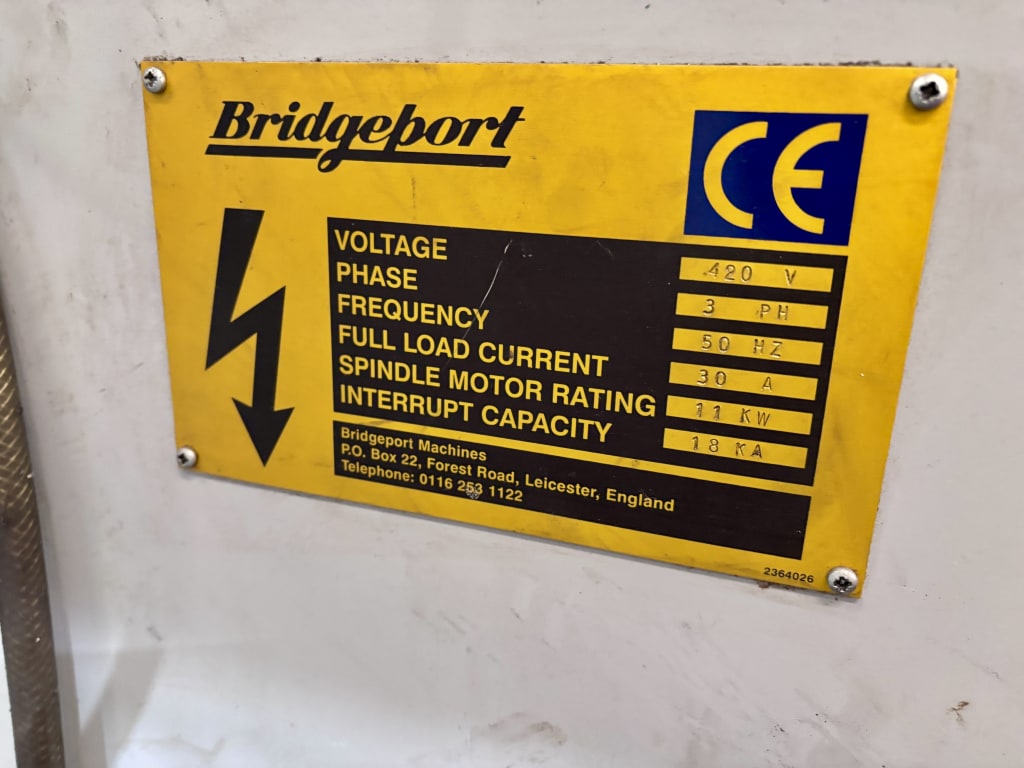 Bridgeport
CE
VOLTAGE 420 V
PHASE 3 PH
FREQUENCY 50 HZ
FULL LOAD CURRENT 30 A
SPINDLE MOTOR RATING 11 KW
INTERRUPT CAPACITY 18 KA
Bridgeport Machines
P.O. Box 22, Forest Road, Leicester, England
Telephone: 0116 253 1122
2364026